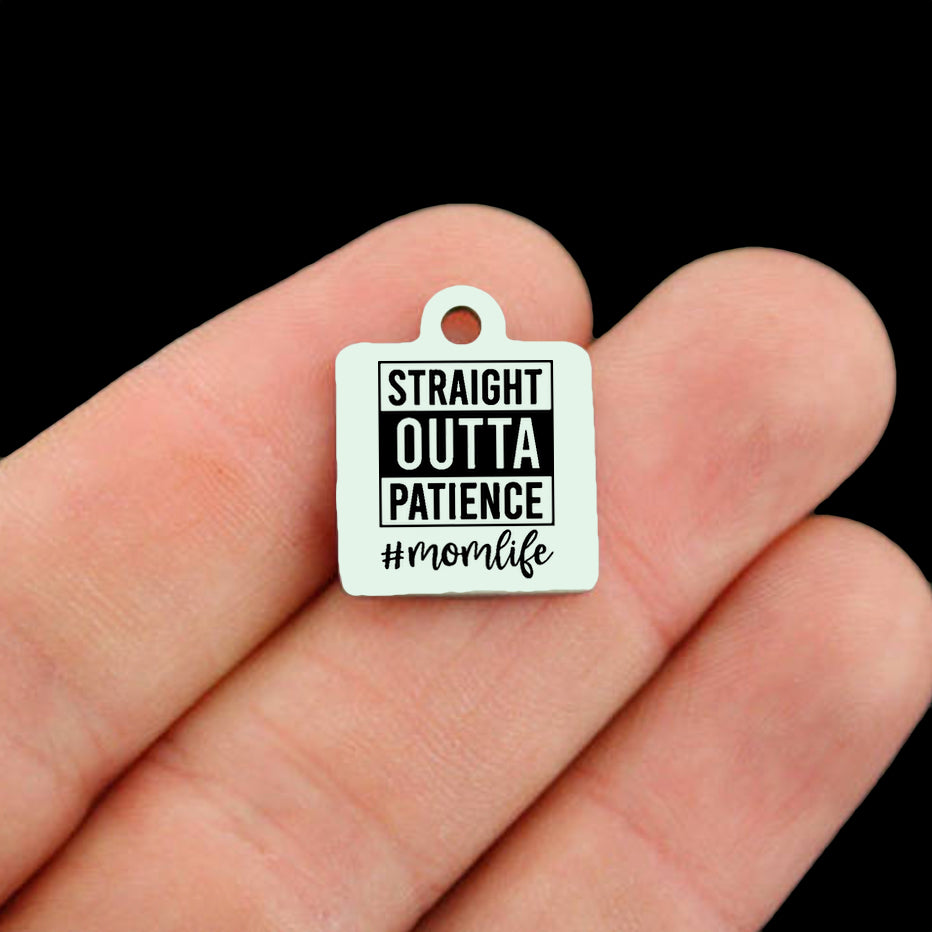 STRAIGHT
OUTTA
PATIENCE
#momlife